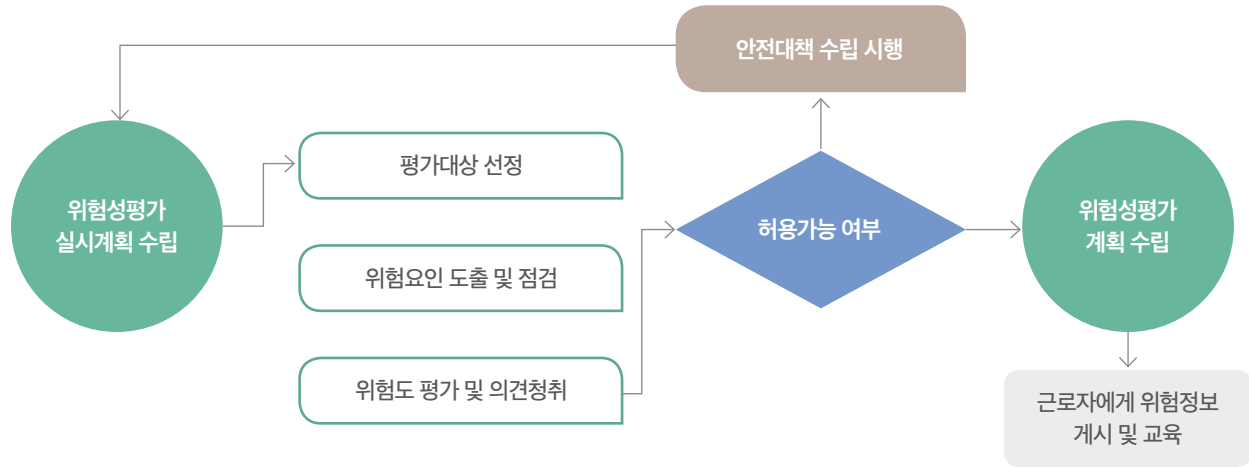 안전대책 수립 시행
위험성평가
실시계획 수립
평가대상 선정
위험요인 도출 및 점검
위험도 평가 및 의견청취
허용가능 여부
위험성평가
계획 수립
근로자에게 위험정보
게시 및 교육